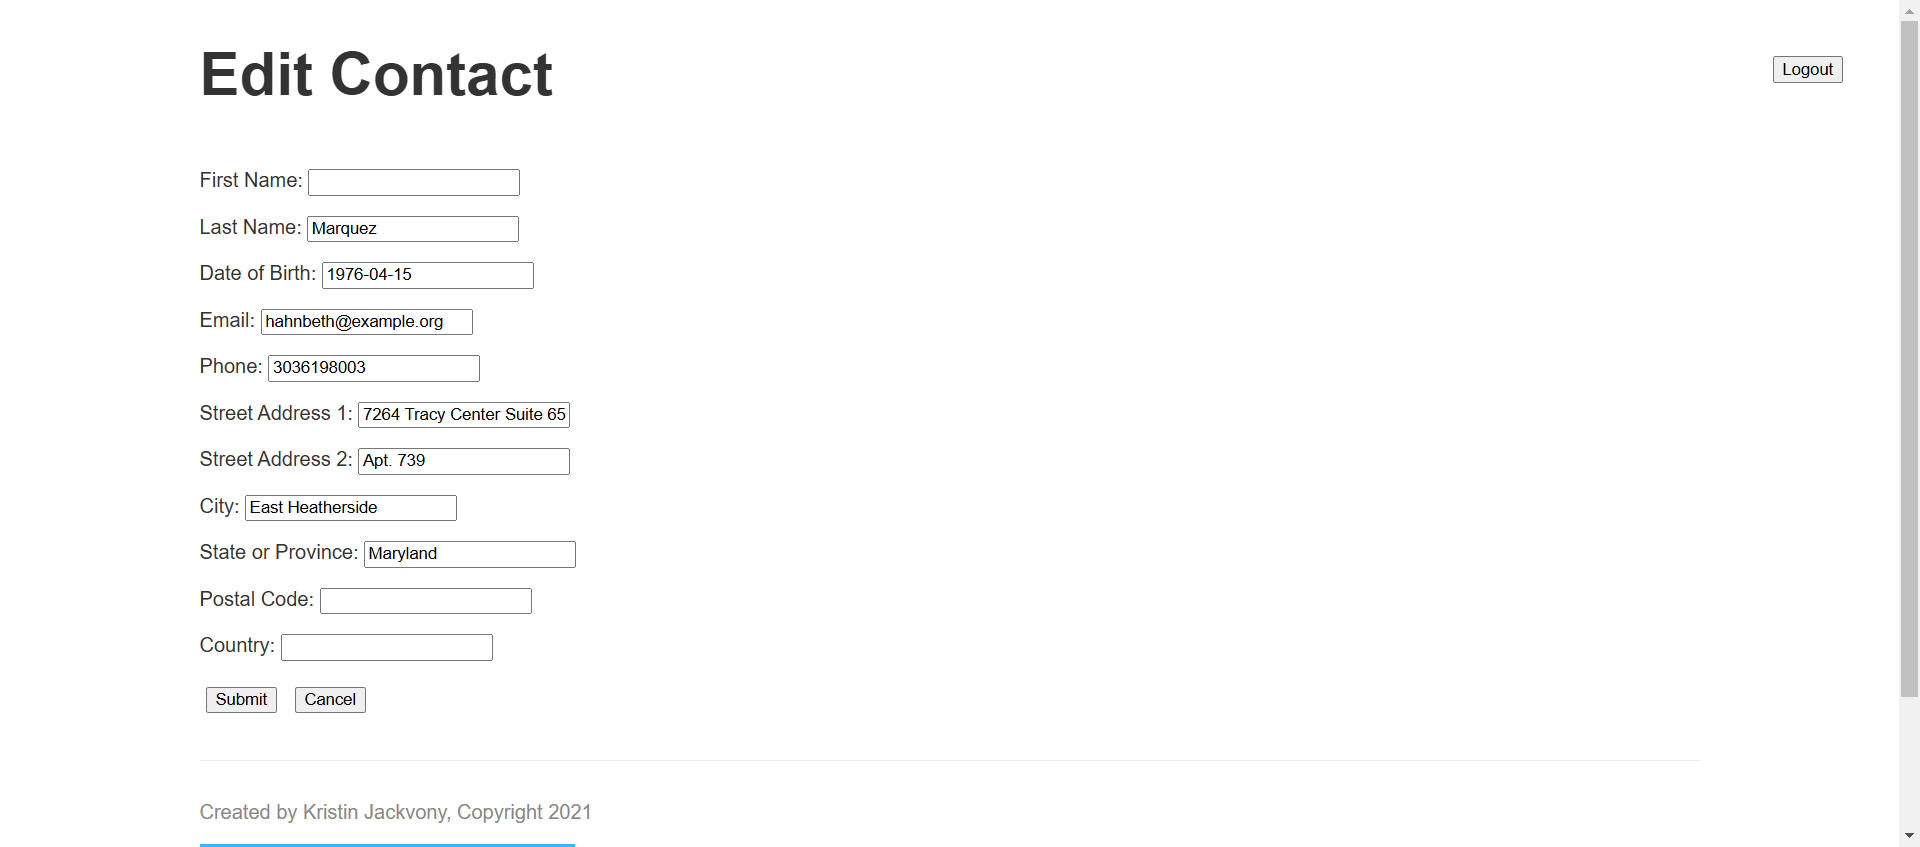 Edit Contact
Logout
First Name:
Last Name: Marquez
Date of Birth: 1976-04-15
Email: hahnbeth@example.org
Phone: 3036198003
Street Address 1: 7264 Tracy Center Suite 65
Street Address 2: Apt. 739
City: East Heatherside
State or Province: Maryland
Postal Code:
Country:
Submit Cancel
Created by Kristin Jackvony, Copyright 2021